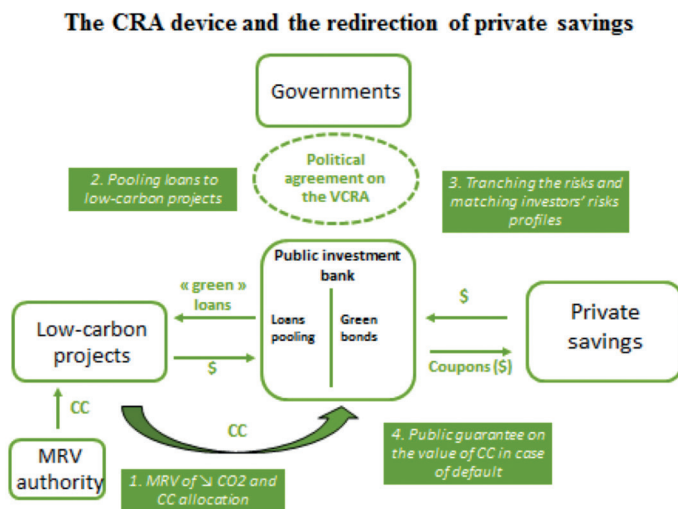 The CRA device and the redirection of private savings
Governments
Political
agreement on
the VCRA
2. Pooling loans to
low-carbon projects
3. Tranching the risks and
matching investors' risks
profiles
Public investment
bank
Loans
pooling
Green
bonds
« green »
loans
$
Low-carbon
projects
$
Coupons ($)
Private
savings
CC
MRV
authority
CC
1. MRV of ↘ CO2 and
CC allocation
4. Public guarantee on
the value of CC in case
of default